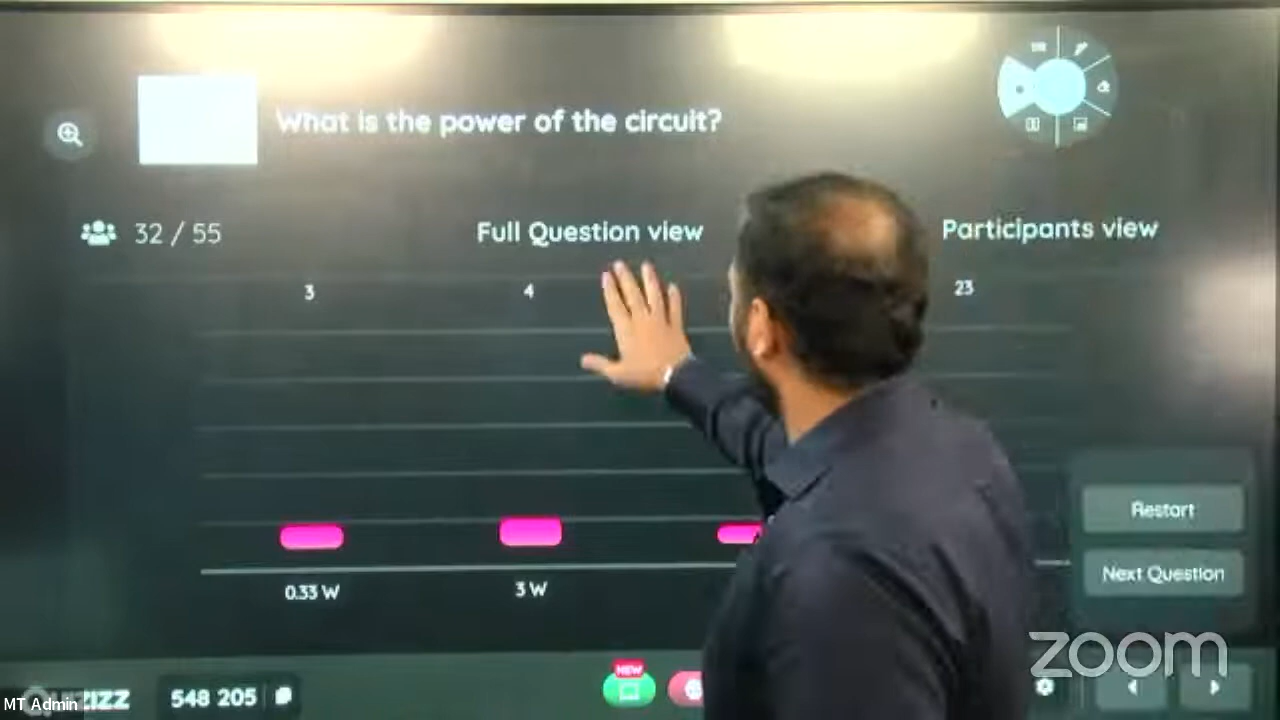 What is the power of the circuit?
32 / 55
Full Question view
Participants view
3
4
23
0.33 W
3 W
Restart
Next Question
zoom
NEW
548 205
MT Admin
ZIZZ